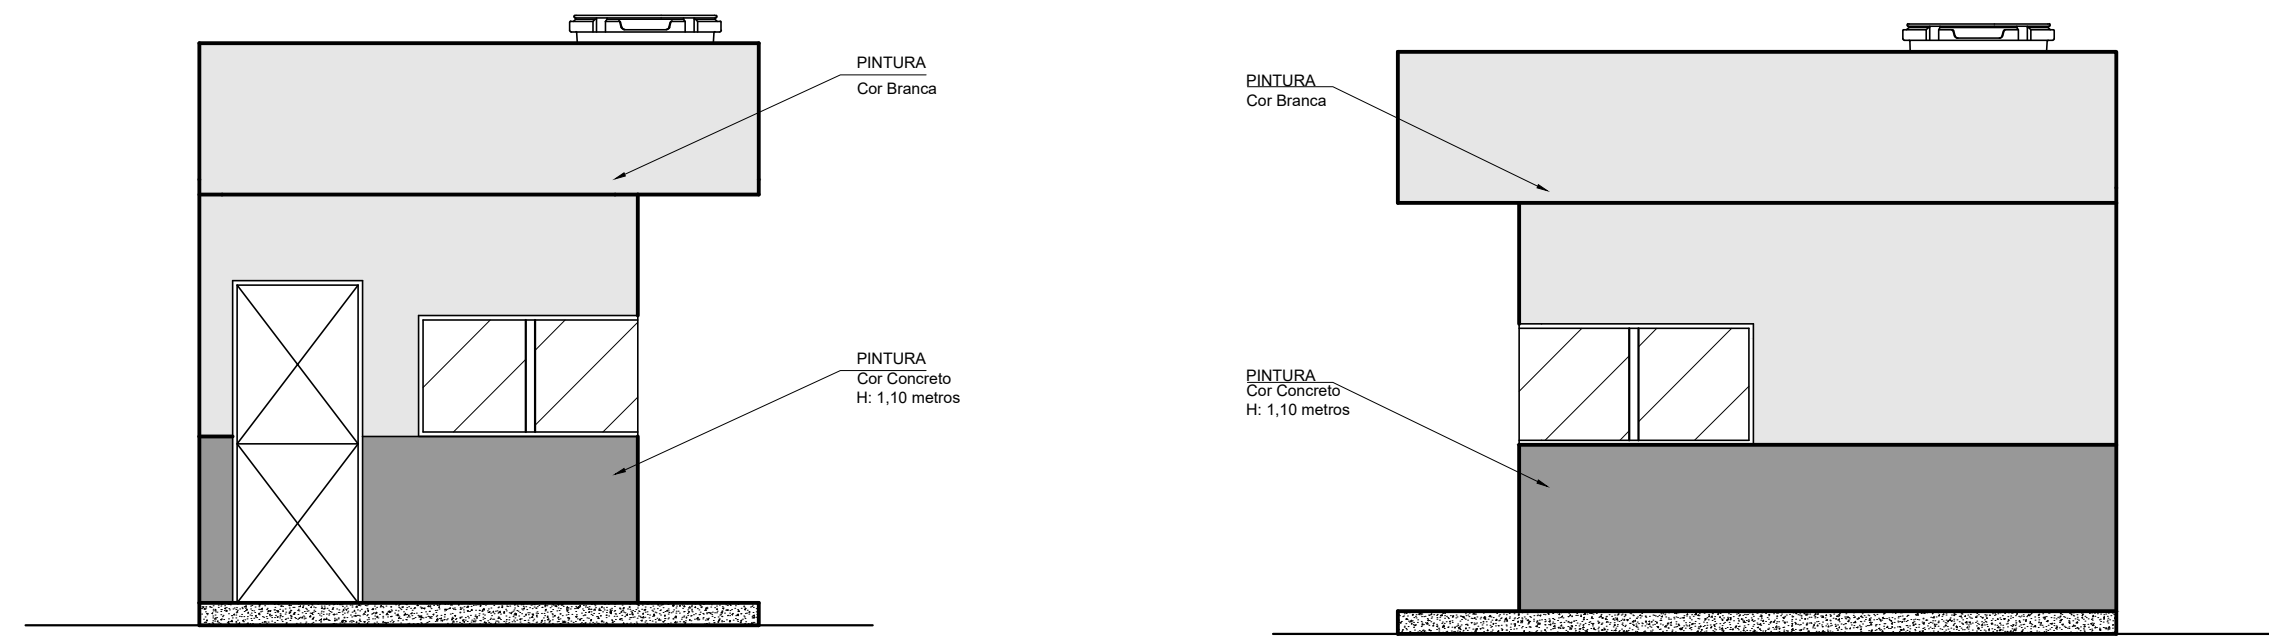 PINTURA
Cor Branca
PINTURA
Cor Concreto
H: 1,10 metros
PINTURA
Cor Branca
PINTURA
Cor Concreto
H: 1,10 metros